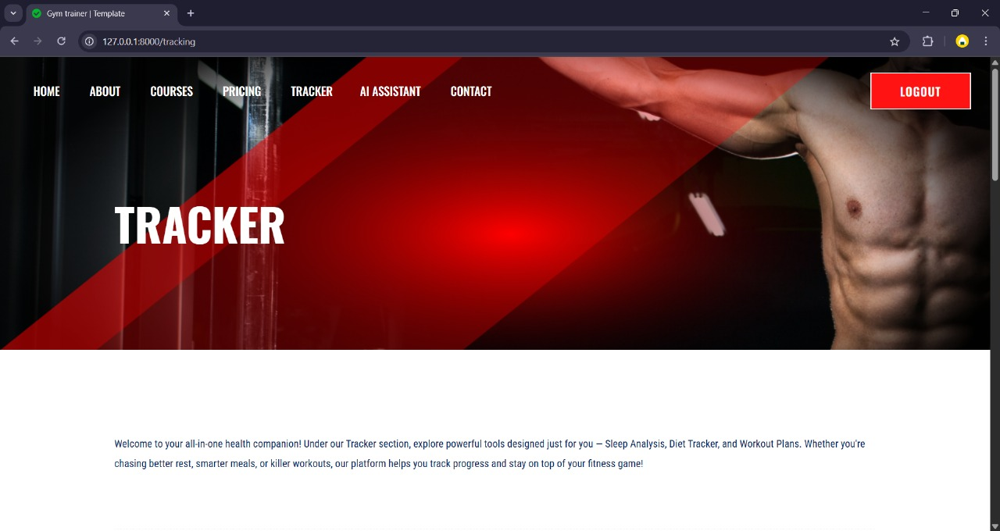 Gym trainer | Template
127.0.0.1:8000/tracking
HOME ABOUT COURSES PRICING TRACKER AI ASSISTANT CONTACT LOGOUT
TRACKER
Welcome to your all-in-one health companion! Under our Tracker section, explore powerful tools designed just for you — Sleep Analysis, Diet Tracker, and Workout Plans. Whether you're
chasing better rest, smarter meals, or killer workouts, our platform helps you track progress and stay on top of your fitness game!